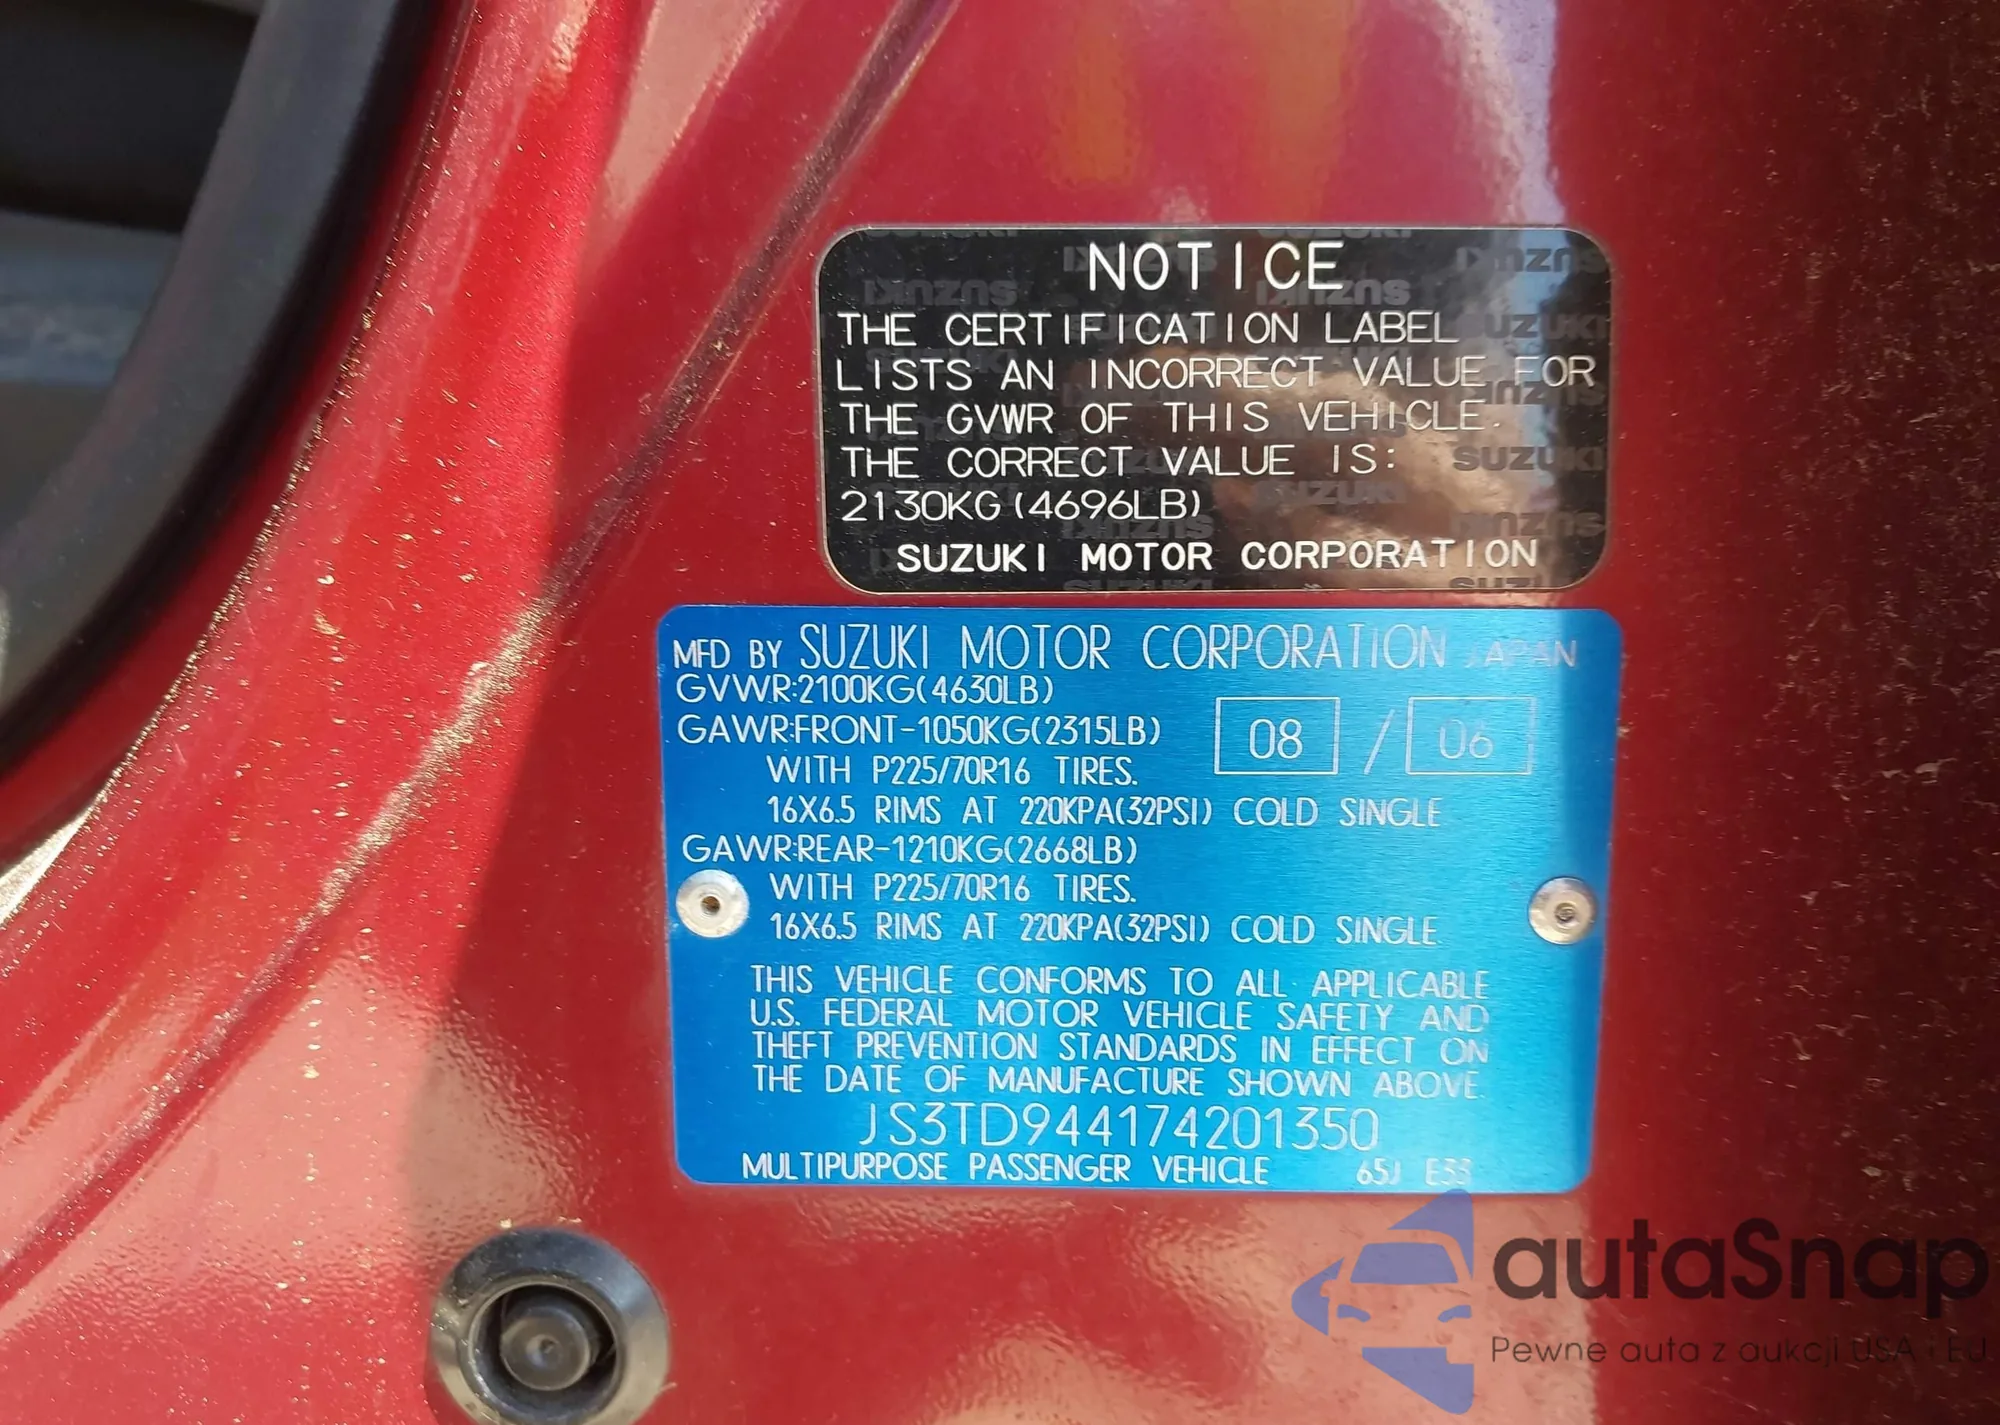 NOTICE
THE CERTIFICATION LABEL
LISTS AN INCORRECT VALUE FOR
THE GVWR OF THIS VEHICLE.
THE CORRECT VALUE IS:
2130KG(4696LB)
SUZUKI MOTOR CORPORATION
MFD BY SUZUKI MOTOR CORPORATION JAPAN
GVWR:2100KG(4630LB)
GAWR:FRONT-1050KG(2315LB)
08 / 06
WITH P225/70R16 TIRES.
16X6.5 RIMS AT 220KPA(32PSI) COLD SINGLE
GAWR:REAR-1210KG(2668LB)
WITH P225/70R16 TIRES.
16X6.5 RIMS AT 220KPA(32PSI) COLD SINGLE
THIS VEHICLE CONFORMS TO ALL APPLICABLE
U.S. FEDERAL MOTOR VEHICLE SAFETY AND
THEFT PREVENTION STANDARDS IN EFFECT ON
THE DATE OF MANUFACTURE SHOWN ABOVE.
JS3TD944174201350
MULTIPURPOSE PASSENGER VEHICLE 65J E33
autaSnap
Pewne auta z aukcji USA i EU